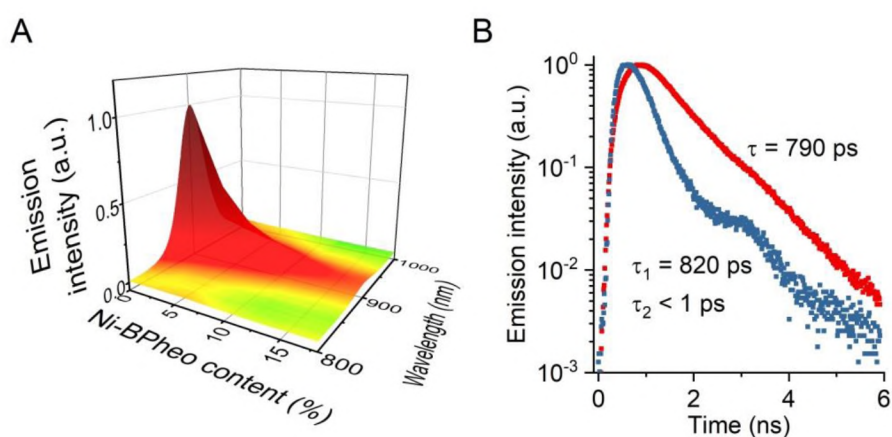 A
Emission
intensity (a.u.)
1.0
0.5
0.0
0
5
10
15
Ni-BPheo content (%)
800
900
1000
Wavelength (nm)
B
Emission intensity (a.u.)
10⁰
10⁻¹
10⁻²
10⁻³
τ = 790 ps
τ₁ = 820 ps
τ₂ < 1 ps
0
2
4
6
Time (ns)